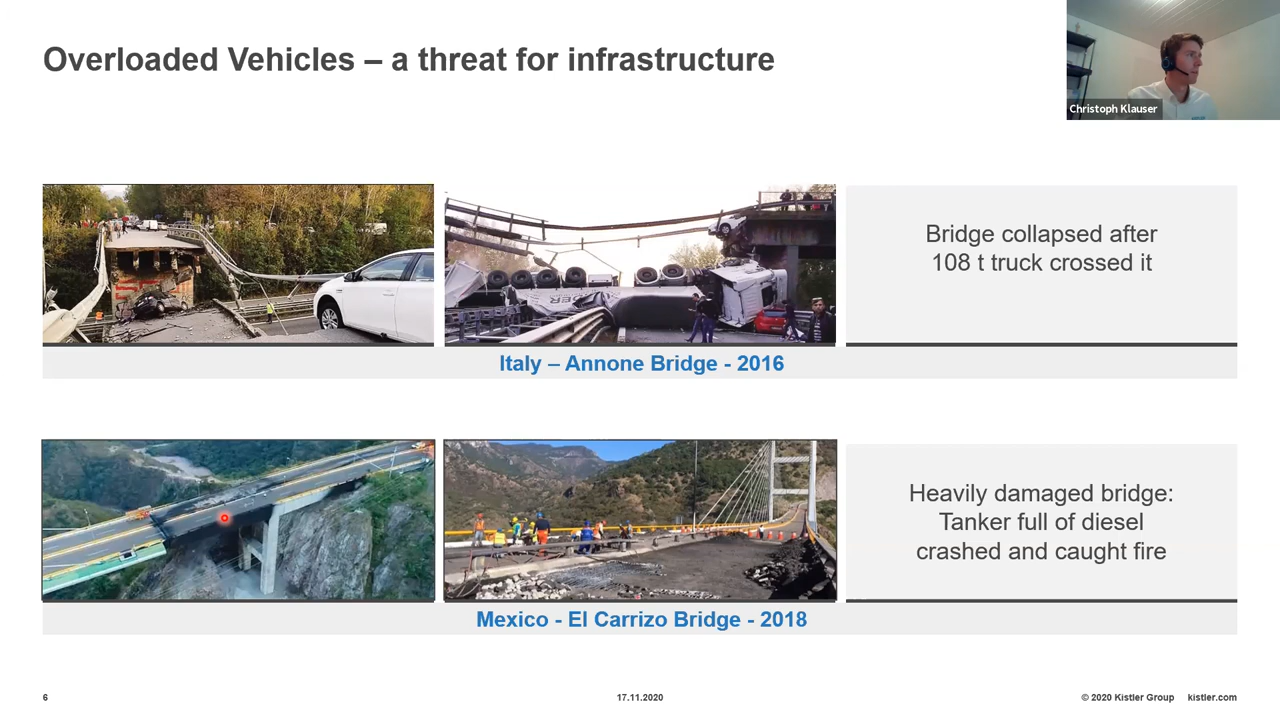 Overloaded Vehicles – a threat for infrastructure
Christoph Klauser
Bridge collapsed after
108 t truck crossed it
Italy – Annone Bridge - 2016
Heavily damaged bridge:
Tanker full of diesel
crashed and caught fire
Mexico - El Carrizo Bridge - 2018
6
17.11.2020
© 2020 Kistler Group kistler.com